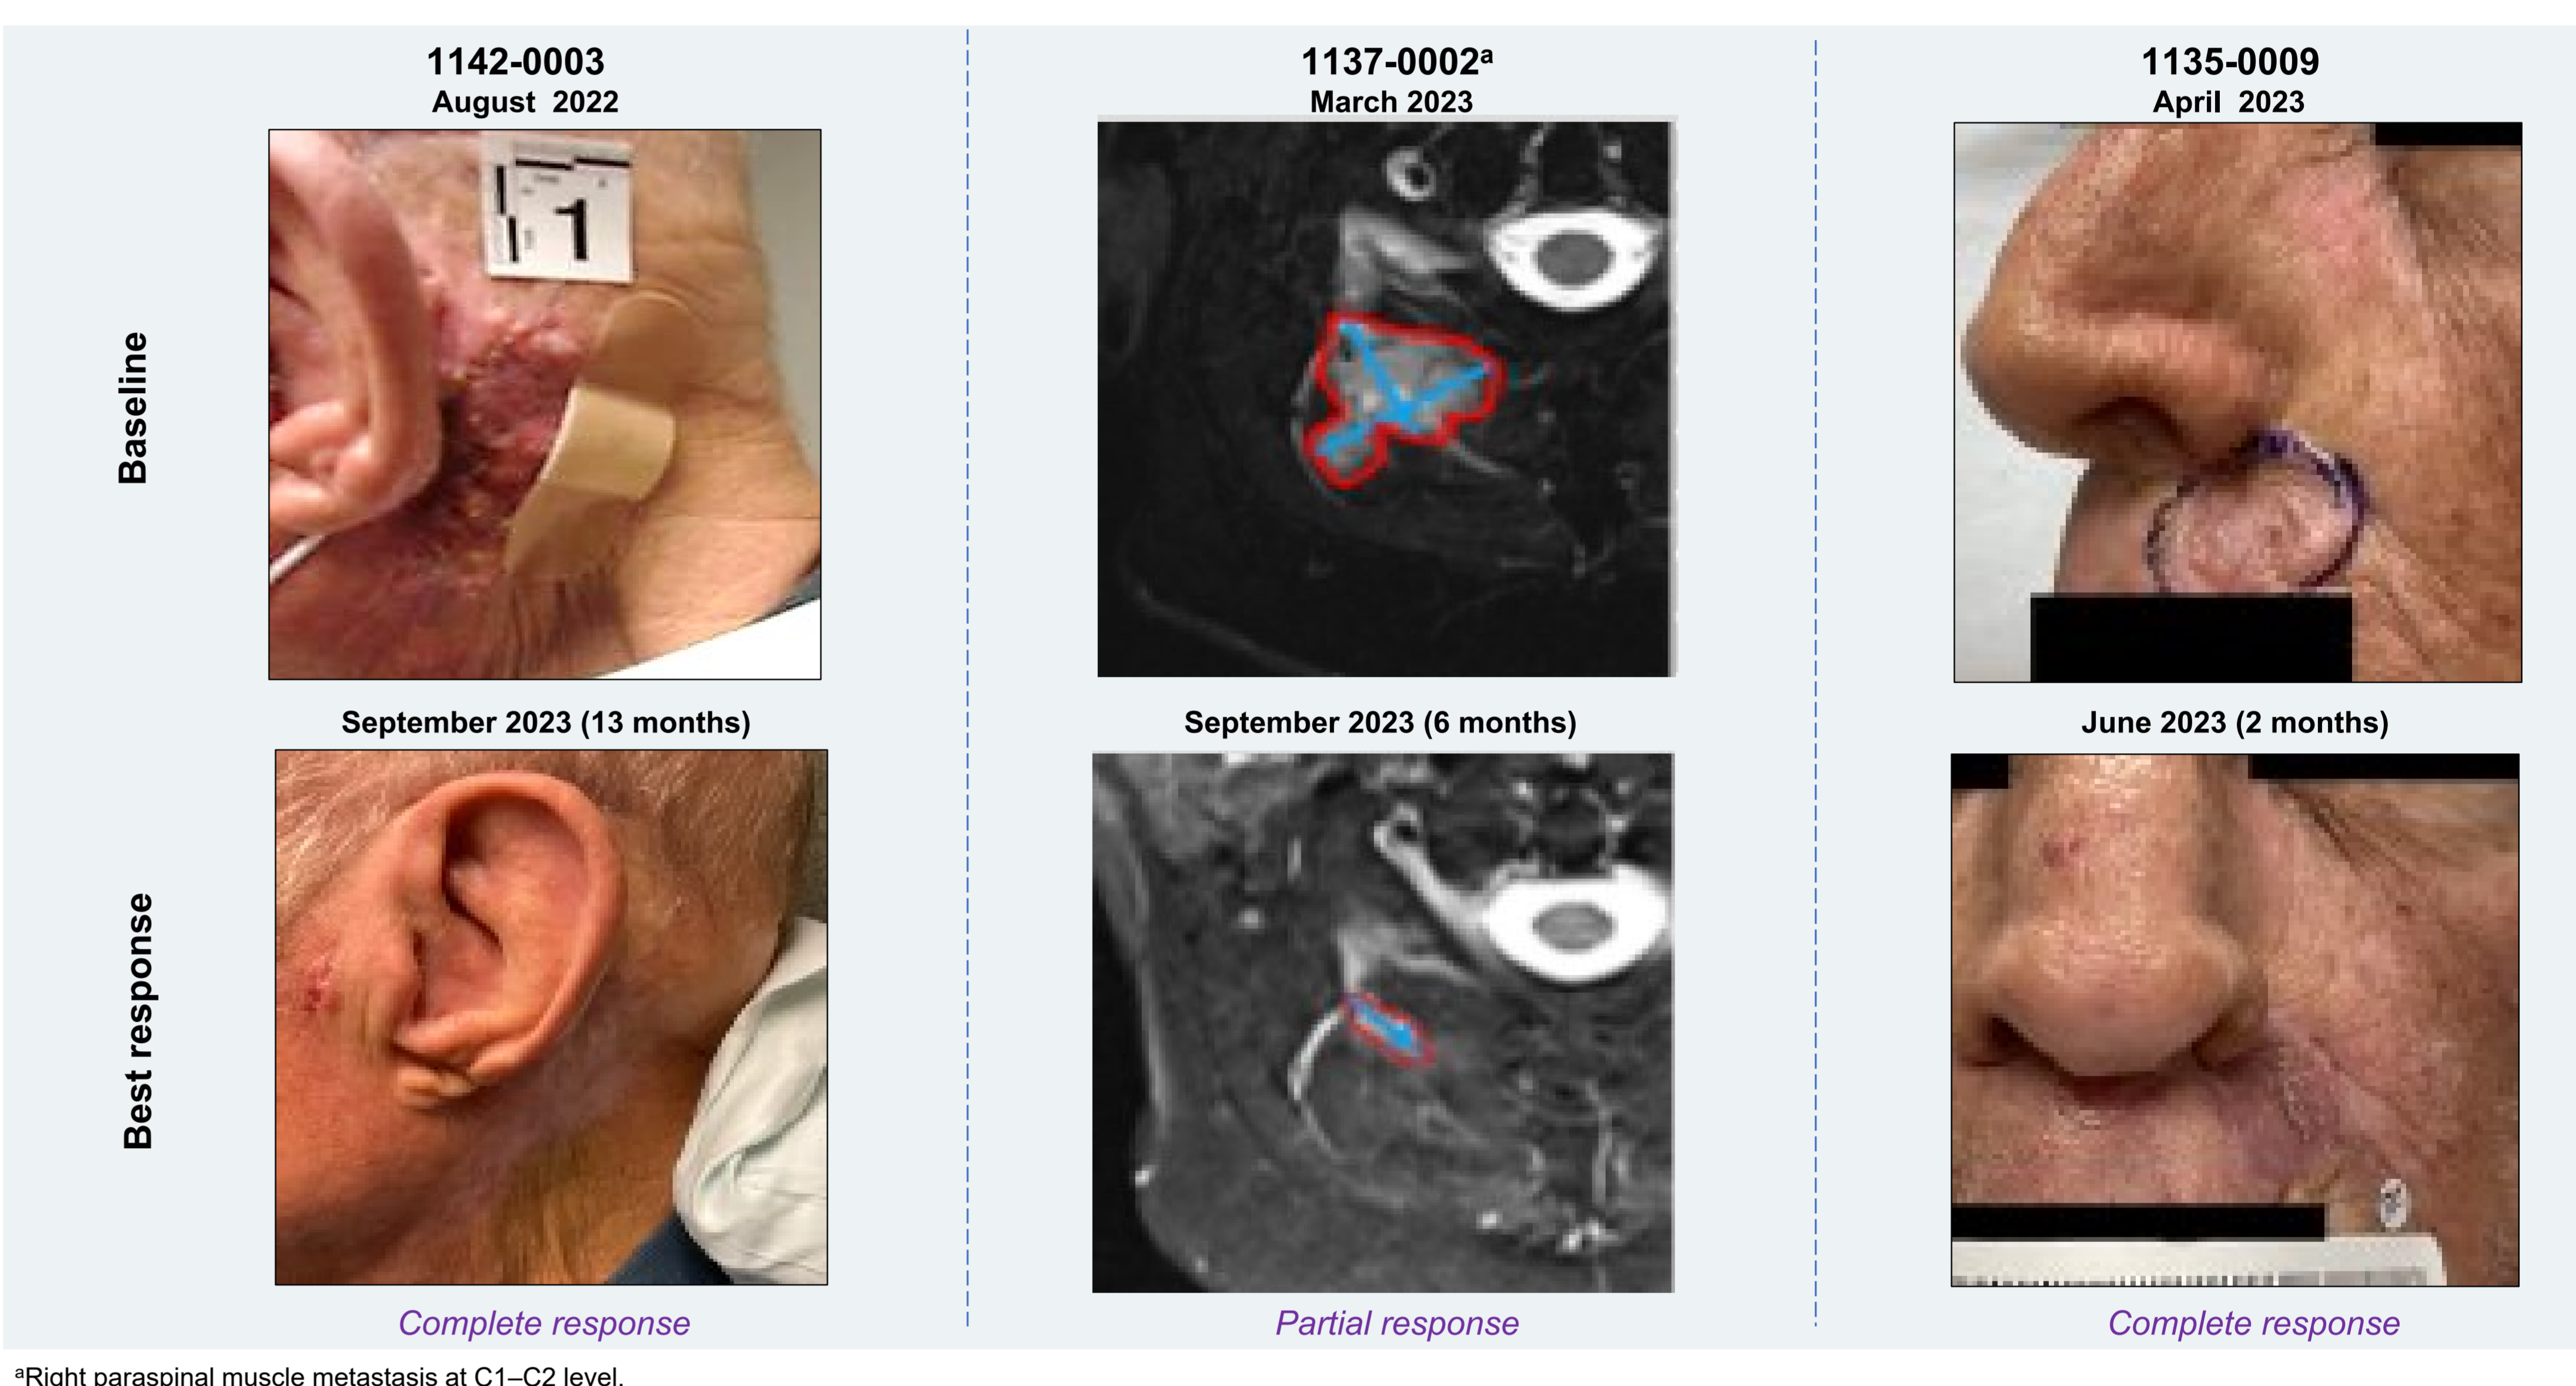 1142-0003
August 2022
1137-0002ᵃ
March 2023
1135-0009
April 2023
Baseline
1
September 2023 (13 months)
September 2023 (6 months)
June 2023 (2 months)
Best response
Complete response
Partial response
Complete response
ᵃRight paraspinal muscle metastasis at C1–C2 level.